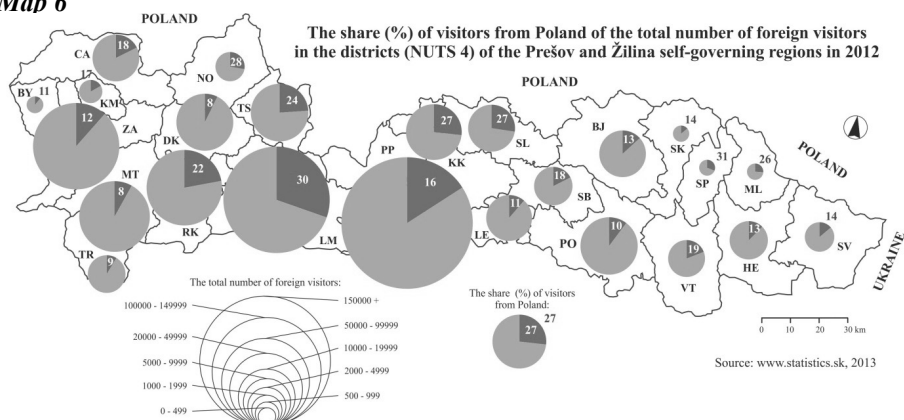 Map 6
The share (%) of visitors from Poland of the total number of foreign visitors
in the districts (NUTS 4) of the Prešov and Žilina self-governing regions in 2012
POLAND
CA
18
NO
28
BY 11
17
KM
12
ZA
DK
8
TS
24
MT
8
RK
22
TR
9
30
LM
POLAND
PP
16
27
KK
27
SL
LE
11
18
SB
BJ
13
PO
10
SK
14
31
SP
26
ML
19
VT
13
HE
14
SV
POLAND
UKRAINE
The total number of foreign visitors:
150000 +
100000 - 149999
50000 - 99999
20000 - 49999
10000 - 19999
5000 - 9999
2000 - 4999
1000 - 1999
500 - 999
0 - 499
The share (%) of visitors
from Poland:
27
27
0 10 20 30 km
Source: www.statistics.sk, 2013